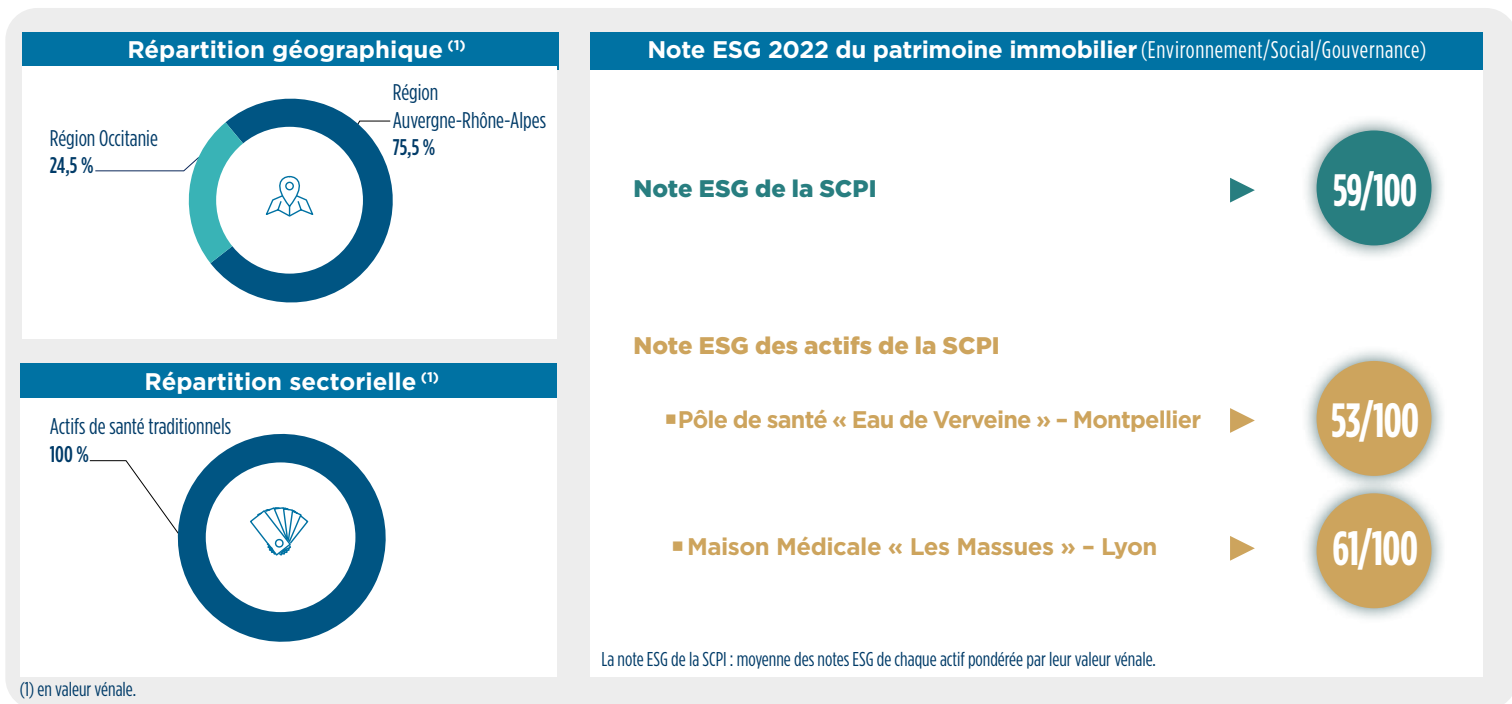 Répartition géographique (1)
Région Occitanie
24,5 %
Région
Auvergne-Rhône-Alpes
75,5 %
Répartition sectorielle (1)
Actifs de santé traditionnels
100 %
(1) en valeur vénale.
Note ESG 2022 du patrimoine immobilier (Environnement/Social/Gouvernance)
Note ESG de la SCPI
59/100
Note ESG des actifs de la SCPI
Pôle de santé « Eau de Verveine » – Montpellier
53/100
Maison Médicale « Les Massues » – Lyon
61/100
La note ESG de la SCPI : moyenne des notes ESG de chaque actif pondérée par leur valeur vénale.